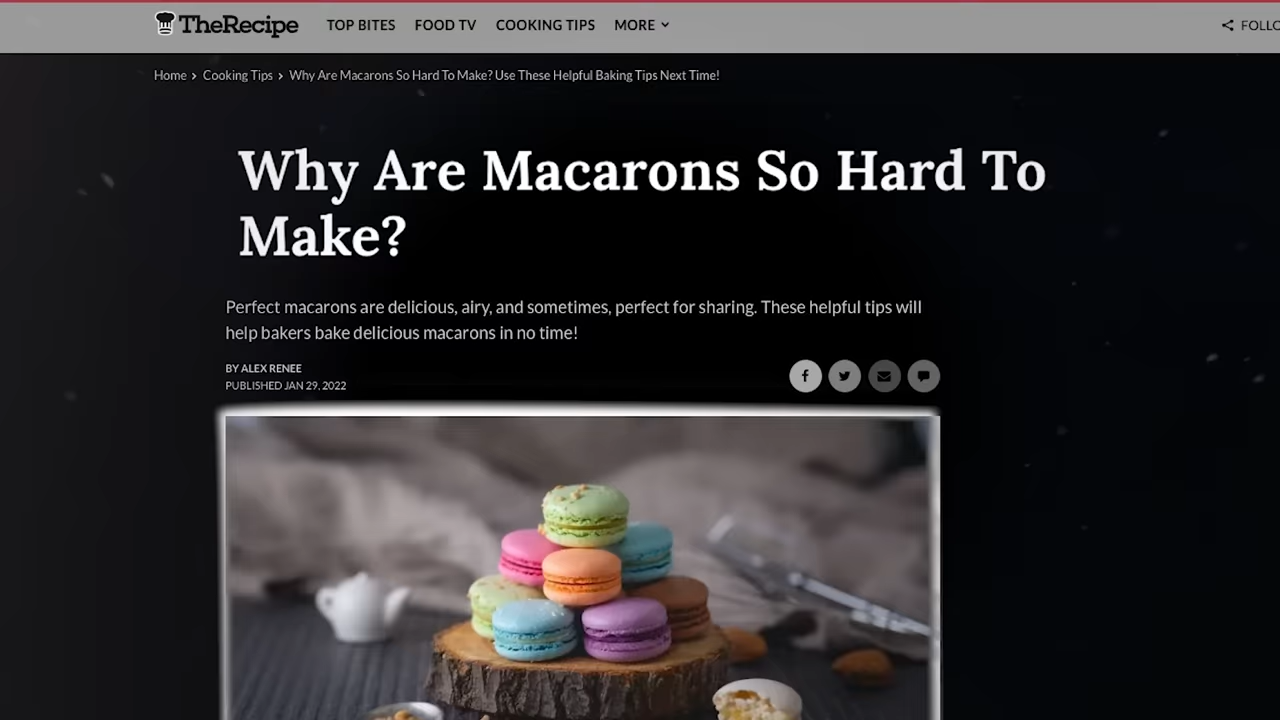 TheRecipe TOP BITES FOOD TV COOKING TIPS MORE FOLLO
Home > Cooking Tips > Why Are Macarons So Hard To Make? Use These Helpful Baking Tips Next Time!
Why Are Macarons So Hard To
Make?
Perfect macarons are delicious, airy, and sometimes, perfect for sharing. These helpful tips will
help bakers bake delicious macarons in no time!
BY ALEX RENEE
PUBLISHED JAN 29, 2022